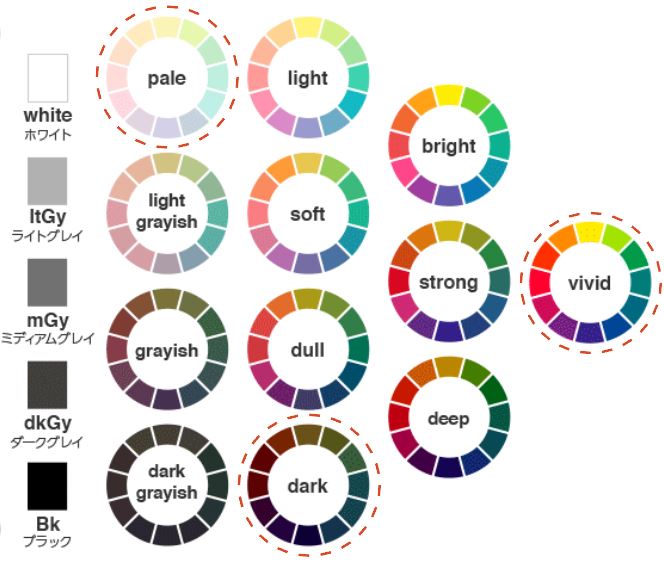 white
ホワイト
ltGy
ライトグレイ
mGy
ミディアムグレイ
dkGy
ダークグレイ
Bk
ブラック
pale
light
light
grayish
soft
grayish
dull
dark
grayish
dark
bright
strong
deep
vivid